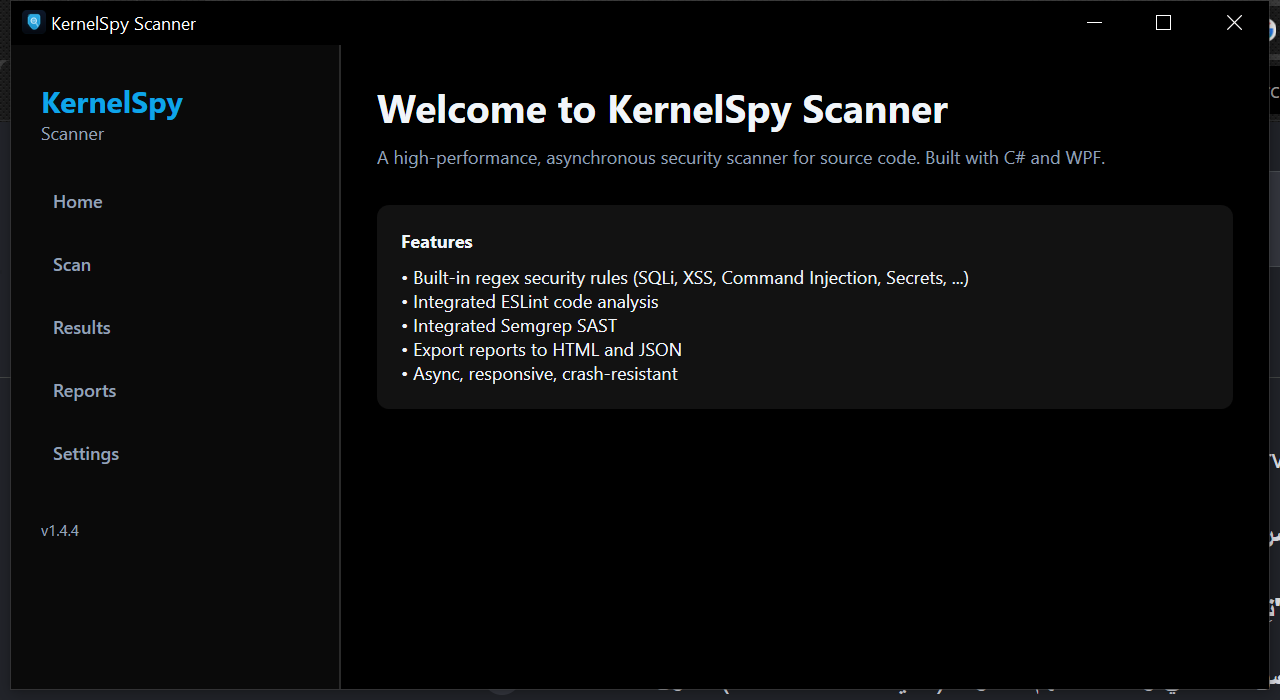 KernelSpy Scanner
KernelSpy
Scanner
Home
Scan
Results
Reports
Settings
v1.4.4
Welcome to KernelSpy Scanner
A high-performance, asynchronous security scanner for source code. Built with C# and WPF.
Features
• Built-in regex security rules (SQLi, XSS, Command Injection, Secrets, ...)
• Integrated ESLint code analysis
• Integrated Semgrep SAST
• Export reports to HTML and JSON
• Async, responsive, crash-resistant